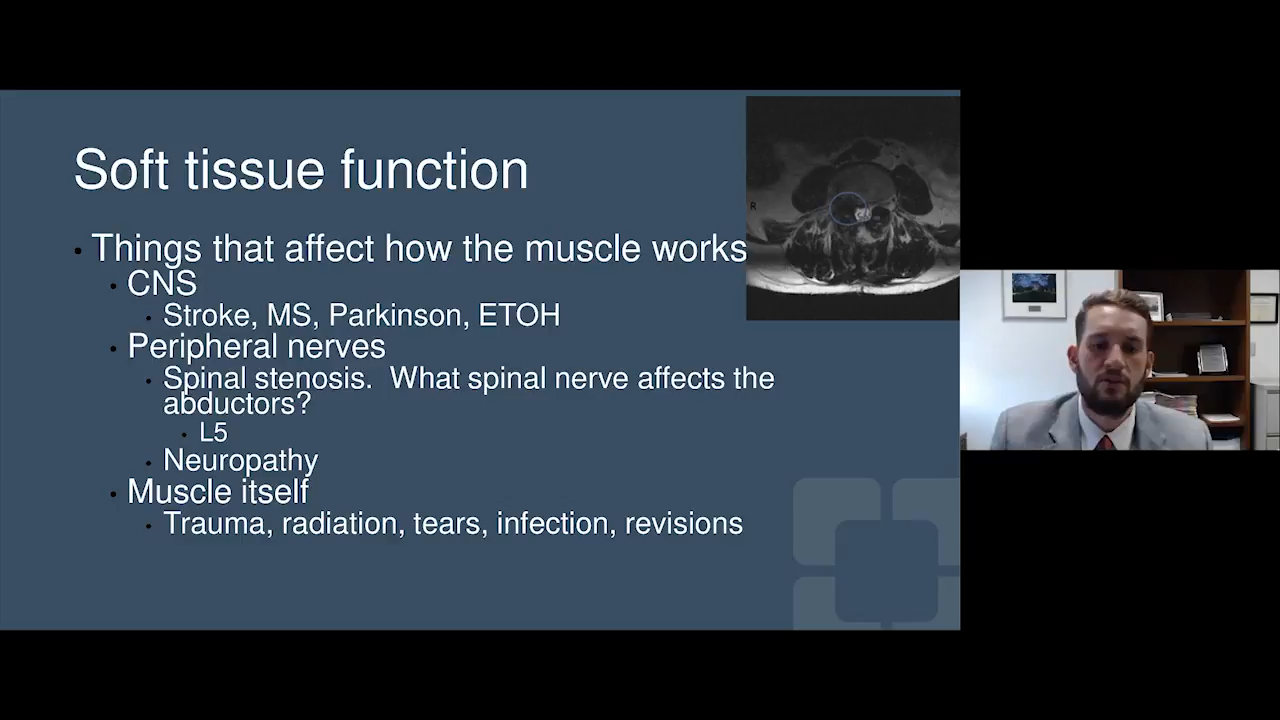 Soft tissue function
• Things that affect how the muscle works
• CNS
• Stroke, MS, Parkinson, ETOH
• Peripheral nerves
• Spinal stenosis. What spinal nerve affects the
abductors?
• L5
• Neuropathy
• Muscle itself
• Trauma, radiation, tears, infection, revisions
R